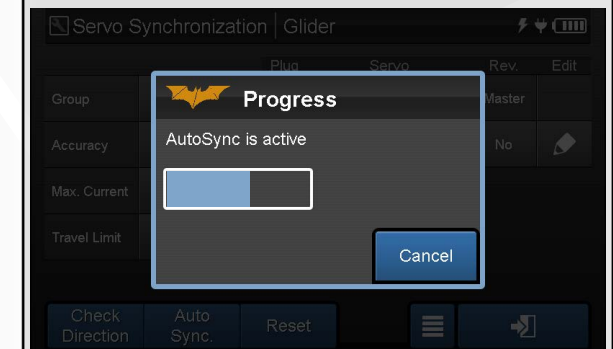 Servo Synchronization | Glider
Plug Servo Rev. Edit
Progress
Group Master
AutoSync is active
Accuracy No
Max. Current
Travel Limit
Cancel
Check Direction
Auto Sync.
Reset